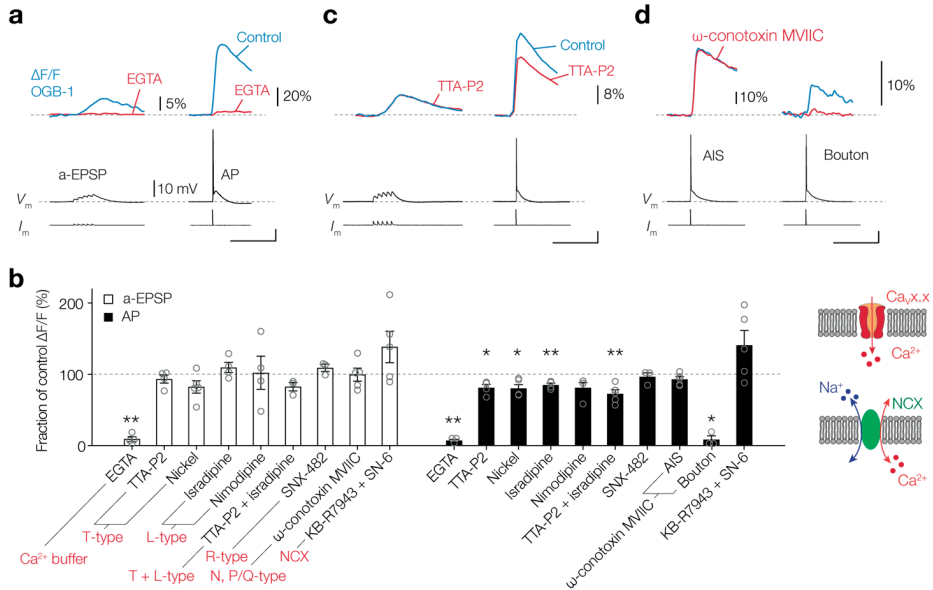 a
ΔF/F
OGB-1
EGTA
5%
Control
EGTA
20%
a-EPSP
10 mV
AP
Vm
Im
c
TTA-P2
Control
TTA-P2
8%
Vm
Im
d
ω-conotoxin MVIIC
10%
10%
AIS
Bouton
Vm
Im
b
Fraction of control ΔF/F (%)
200
100
0
a-EPSP
AP
**
**
*
*
**
**
*
EGTA
TTA-P2
Nickel
Isradipine
Nimodipine
TTA-P2 + isradipine
SNX-482
ω-conotoxin MVIIC
KB-R7943 + SN-6
Ca2+ buffer
T-type
L-type
T + L-type
R-type
N, P/Q-type
NCX
EGTA
TTA-P2
Nickel
Isradipine
Nimodipine
TTA-P2 + isradipine
SNX-482
AIS
Bouton
ω-conotoxin MVIIC
KB-R7943 + SN-6
CaVx.x
Ca2+
Na+
NCX
Ca2+